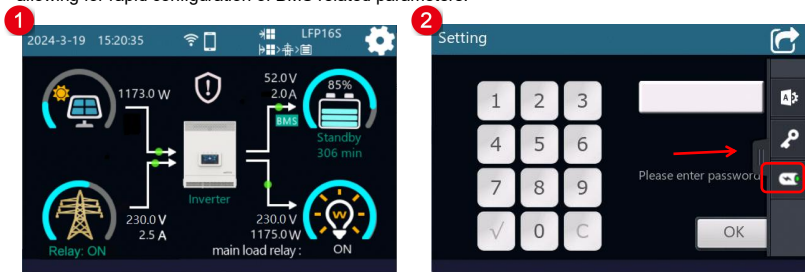 allowing for rapid configuration of BMS-related parameters.
1
2024-3-19 15:20:35
LFP16S
1173.0 W
52.0 V
2.0 A
BMS
85%
Standby
306 min
Inverter
230.0 V
2.5 A
Relay: ON
230.0 V
1175.0 W
main load relay :
ON
W
2
Setting
1 2 3
4 5 6
7 8 9
√ 0 C
Please enter password
OK
A